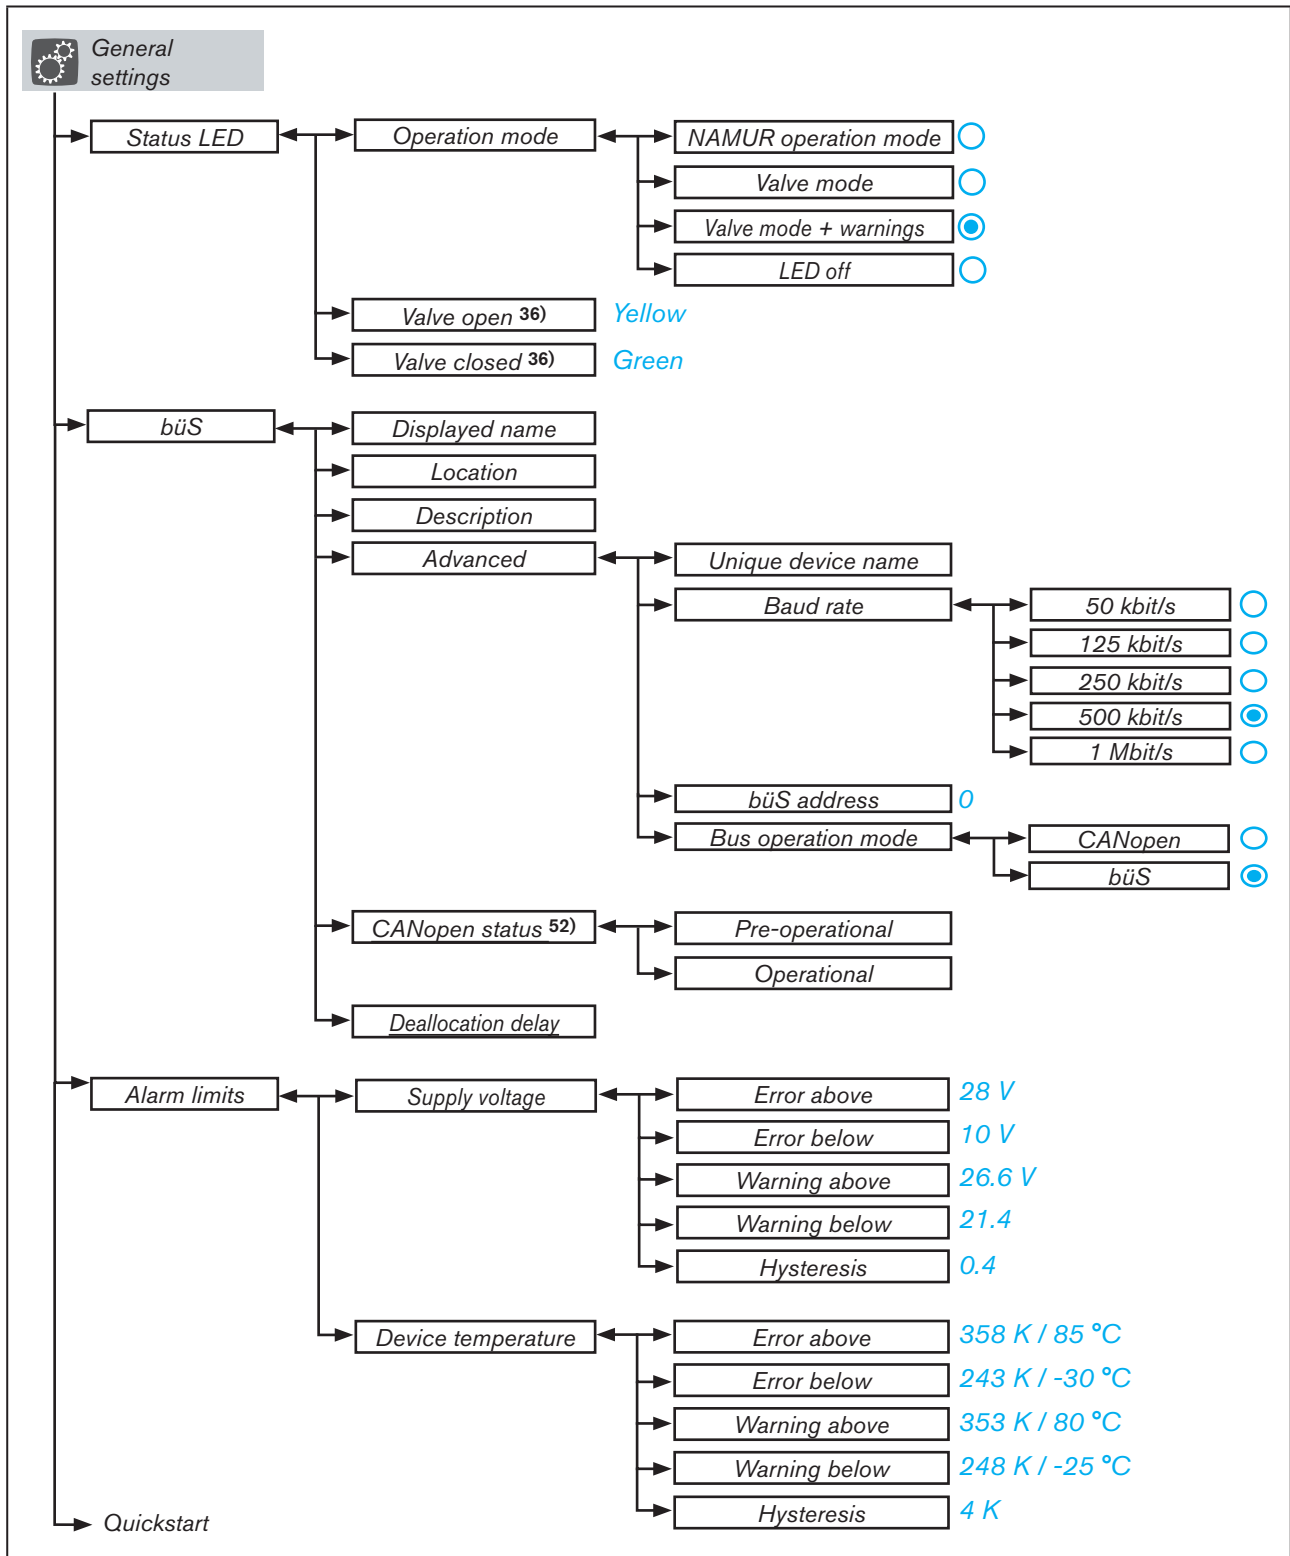 General
settings
Status LED
Operation mode
NAMUR operation mode
Valve mode
Valve mode + warnings
LED off
Valve open 36)
Yellow
Valve closed 36)
Green
büS
Displayed name
Location
Description
Advanced
Unique device name
Baud rate
50 kbit/s
125 kbit/s
250 kbit/s
500 kbit/s
1 Mbit/s
büS address
0
Bus operation mode
CANopen
büS
CANopen status 52)
Pre-operational
Operational
Deallocation delay
Alarm limits
Supply voltage
Error above
28 V
Error below
10 V
Warning above
26.6 V
Warning below
21.4
Hysteresis
0.4
Device temperature
Error above
358 K / 85 °C
Error below
243 K / -30 °C
Warning above
353 K / 80 °C
Warning below
248 K / -25 °C
Hysteresis
4 K
Quickstart